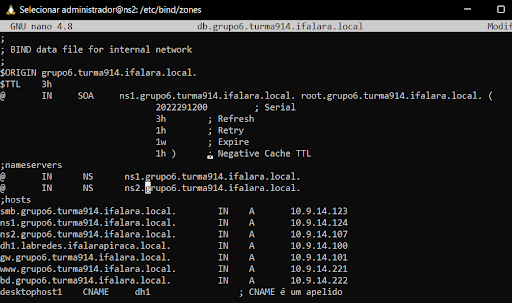 Selecionar administrador@ns2: /etc/bind/zones
GNU nano 4.8 db.grupo6.turma914.ifalara.local Modif
;
; BIND data file for internal network
;
$ORIGIN grupo6.turma914.ifalara.local.
$TTL 3h
@ IN SOA ns1.grupo6.turma914.ifalara.local. root.grupo6.turma914.ifalara.local. (
2022291200 ; Serial
3h ; Refresh
1h ; Retry
1w ; Expire
1h ) ; Negative Cache TTL
;nameservers
@ IN NS ns1.grupo6.turma914.ifalara.local.
@ IN NS ns2.grupo6.turma914.ifalara.local.
;hosts
smb.grupo6.turma914.ifalara.local. IN A 10.9.14.123
ns1.grupo6.turma914.ifalara.local. IN A 10.9.14.124
ns2.grupo6.turma914.ifalara.local. IN A 10.9.14.107
dh1.labredes.ifalarapiraca.local. IN A 10.9.14.100
gw.grupo6.turma914.ifalara.local. IN A 10.9.14.101
www.grupo6.turma914.ifalara.local. IN A 10.9.14.221
bd.grupo6.turma914.ifalara.local. IN A 10.9.14.222
desktophost1 CNAME dh1 ; CNAME é um apelido